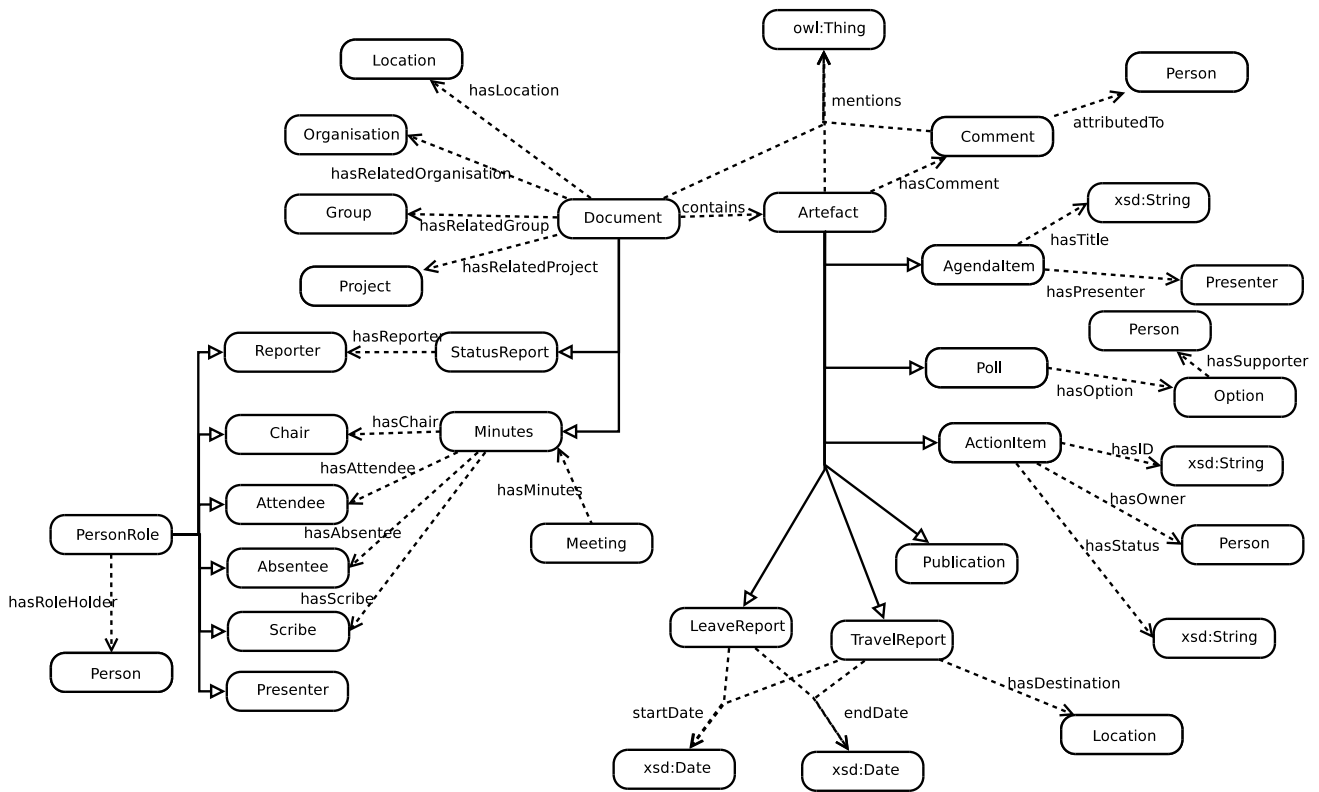 owl:Thing
Location
hasLocation
Person
mentions
attributedTo
Organisation
Comment
hasRelatedOrganisation
hasComment
Group
hasRelatedGroup
Document
contains
Artefact
xsd:String
hasTitle
hasRelatedProject
AgendaItem
Project
hasPresenter
Presenter
Person
hasReporter
Reporter
StatusReport
hasSupporter
Poll
hasOption
Option
hasChair
Chair
Minutes
ActionItem
hasID
xsd:String
hasAttendee
hasMinutes
hasOwner
Attendee
PersonRole
hasAbsentee
Meeting
hasStatus
Person
Absentee
Publication
hasRoleHolder
hasScribe
Scribe
LeaveReport
TravelReport
xsd:String
Person
Presenter
hasDestination
startDate
endDate
Location
xsd:Date
xsd:Date